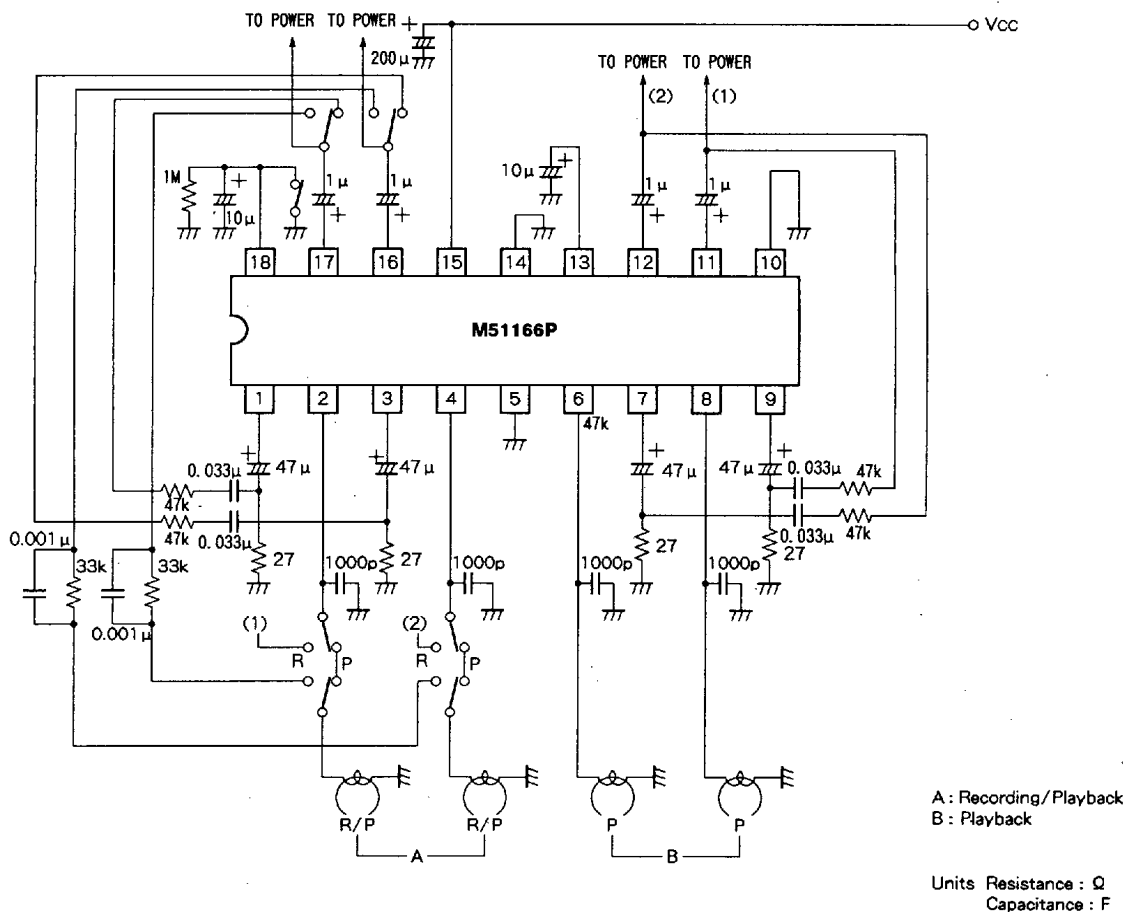 TO POWER TO POWER
+
200μ
Vcc
TO POWER TO POWER
(2) (1)
1M
+
10μ
1μ
+
1μ
+
10μ
+
1μ
+
1μ
+
18 17 16 15 14 13 12 11 10
M51166P
1 2 3 4 5 6 7 8 9
47k
+
47μ
+
47μ
+
47μ
+
47μ
0.033μ
47k
47k
0.033μ
0.033μ
47k
0.033μ
47k
27
27
27
27
0.001μ
33k
33k
0.001μ
1000p
1000p
1000p
1000p
(1)
R
P
(2)
R
P
R/P
R/P
P
P
A
B
A : Recording/Playback
B : Playback
Units Resistance : Ω
Capacitance : F